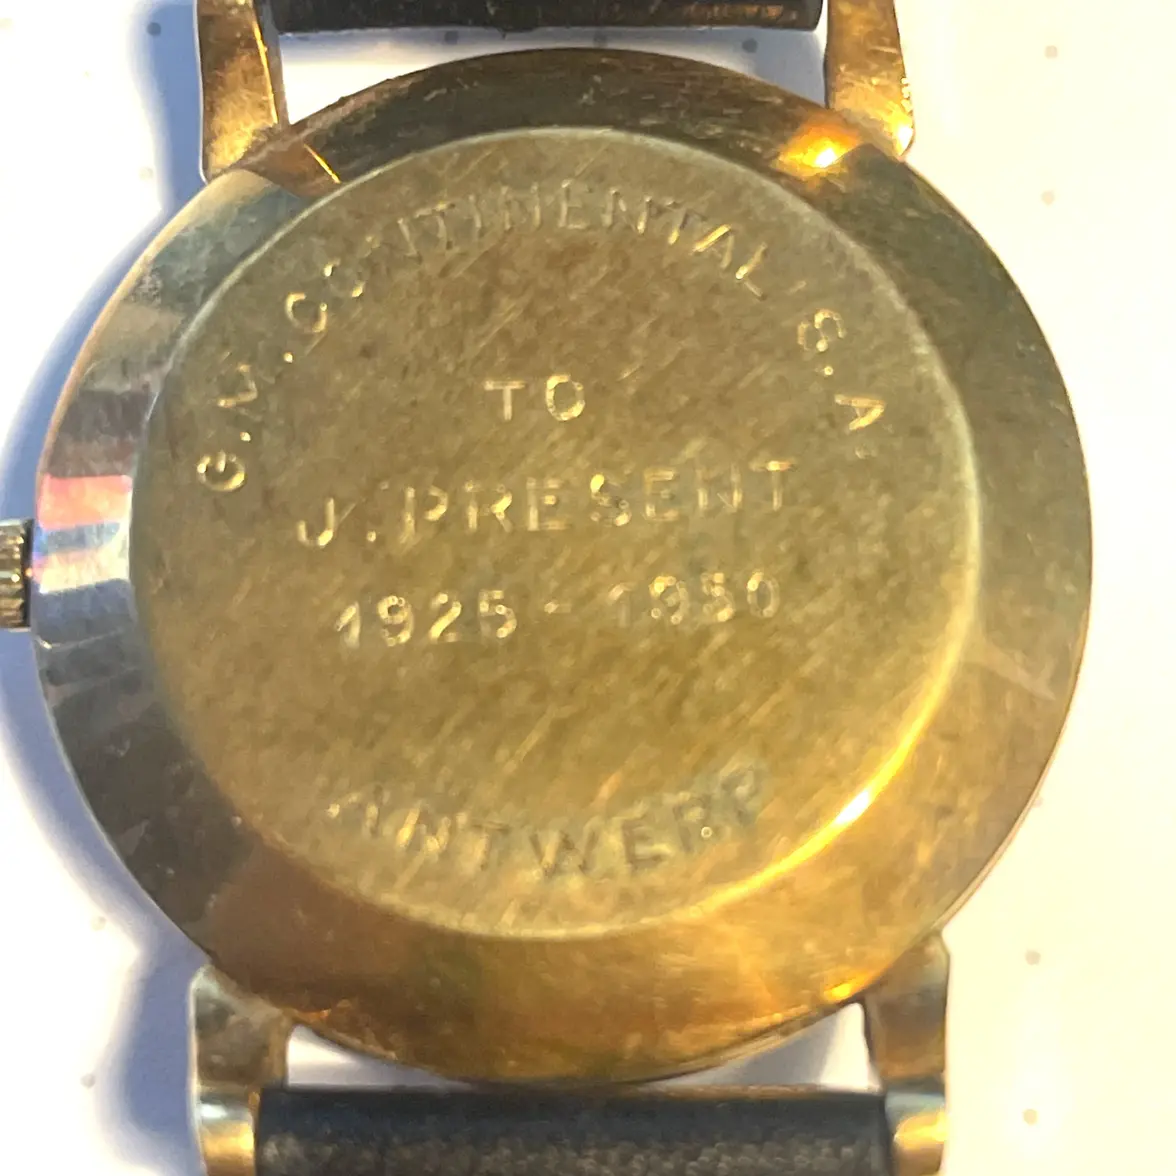 G.M.CONTINENTAL.S.A.
TO
J.PRESENT
1925-1950
ANTWERP